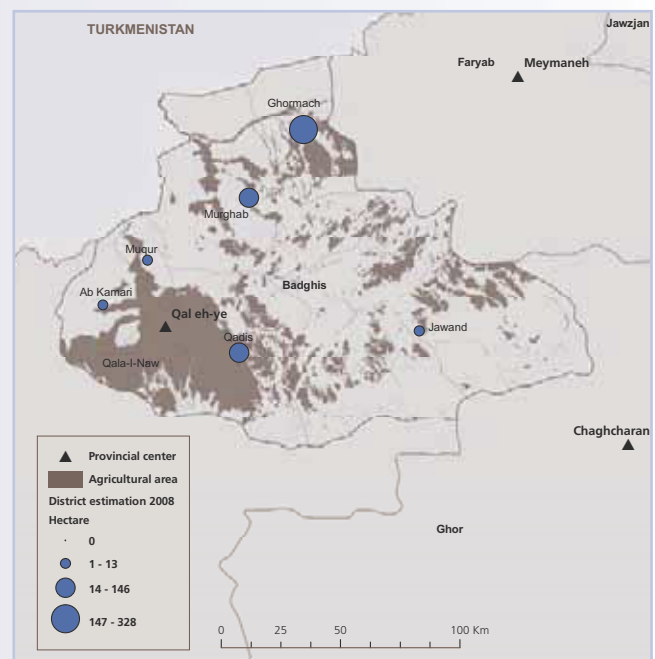 Jawzjan
TURKMENISTAN
Faryab
Meymaneh
Ghormach
Murghab
Muqur
Badghis
Ab Kamari
Qal eh-ye
Jawand
Qadis
Qala-I-Naw
Chaghcharan
Ghor
Provincial center
Agricultural area
District estimation 2008
Hectare
0
1 - 13
14 - 146
147 - 328
0 25 50 100 Km